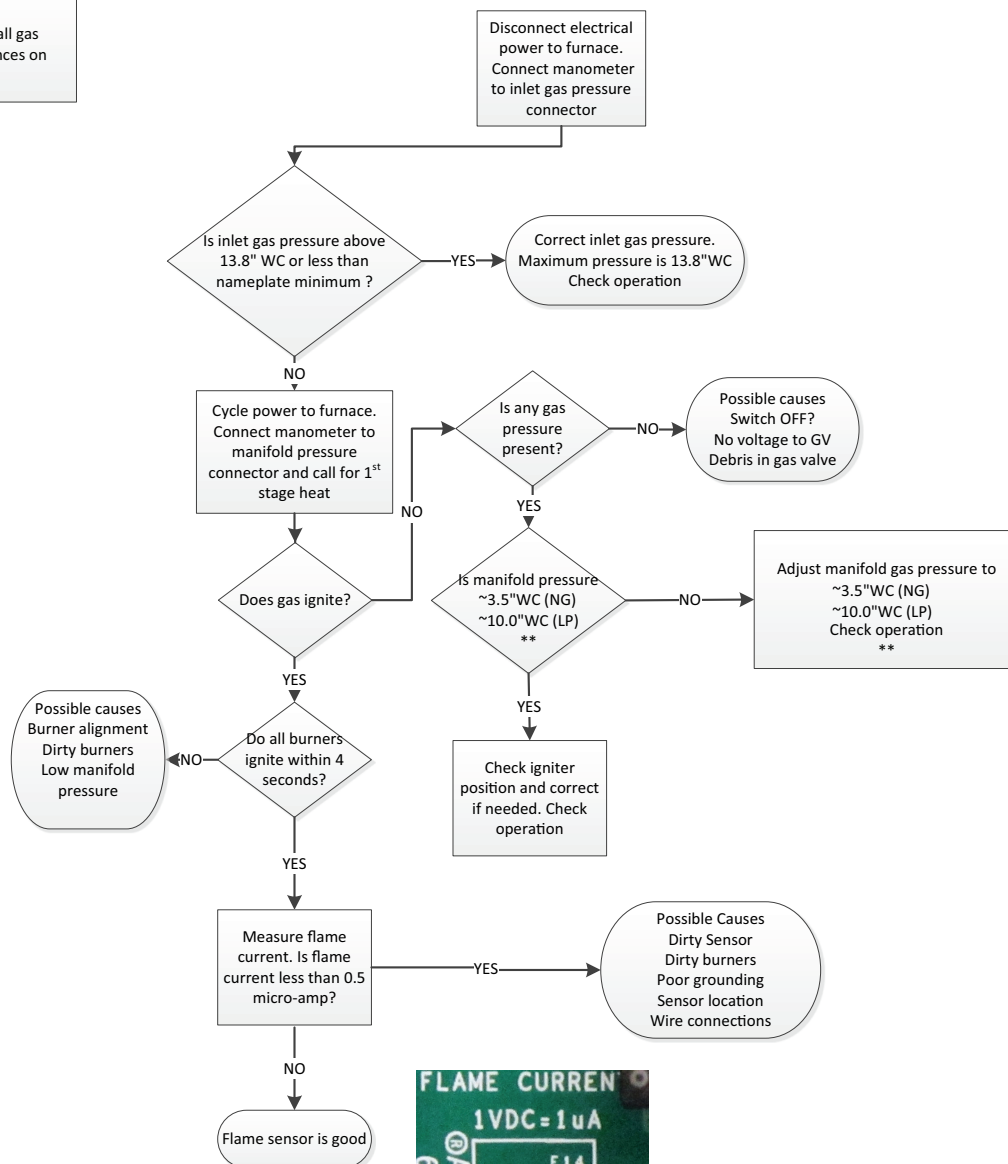 all gas
nces on
Disconnect electrical
power to furnace.
Connect manometer
to inlet gas pressure
connector
Is inlet gas pressure above
13.8" WC or less than
nameplate minimum ?
YES
Correct inlet gas pressure.
Maximum pressure is 13.8"WC
Check operation
NO
Cycle power to furnace.
Connect manometer to
manifold pressure
connector and call for 1st
stage heat
NO
Is any gas
pressure
present?
NO
Possible causes
Switch OFF?
No voltage to GV
Debris in gas valve
YES
Does gas ignite?
Is manifold pressure
~3.5"WC (NG)
~10.0"WC (LP)
**
NO
Adjust manifold gas pressure to
~3.5"WC (NG)
~10.0"WC (LP)
Check operation
**
YES
YES
Possible causes
Burner alignment
Dirty burners
Low manifold
pressure
NO
Do all burners
ignite within 4
seconds?
Check igniter
position and correct
if needed. Check
operation
YES
Measure flame
current. Is flame
current less than 0.5
micro-amp?
YES
Possible Causes
Dirty Sensor
Dirty burners
Poor grounding
Sensor location
Wire connections
NO
Flame sensor is good
FLAME CURREN
1VDC=1uA